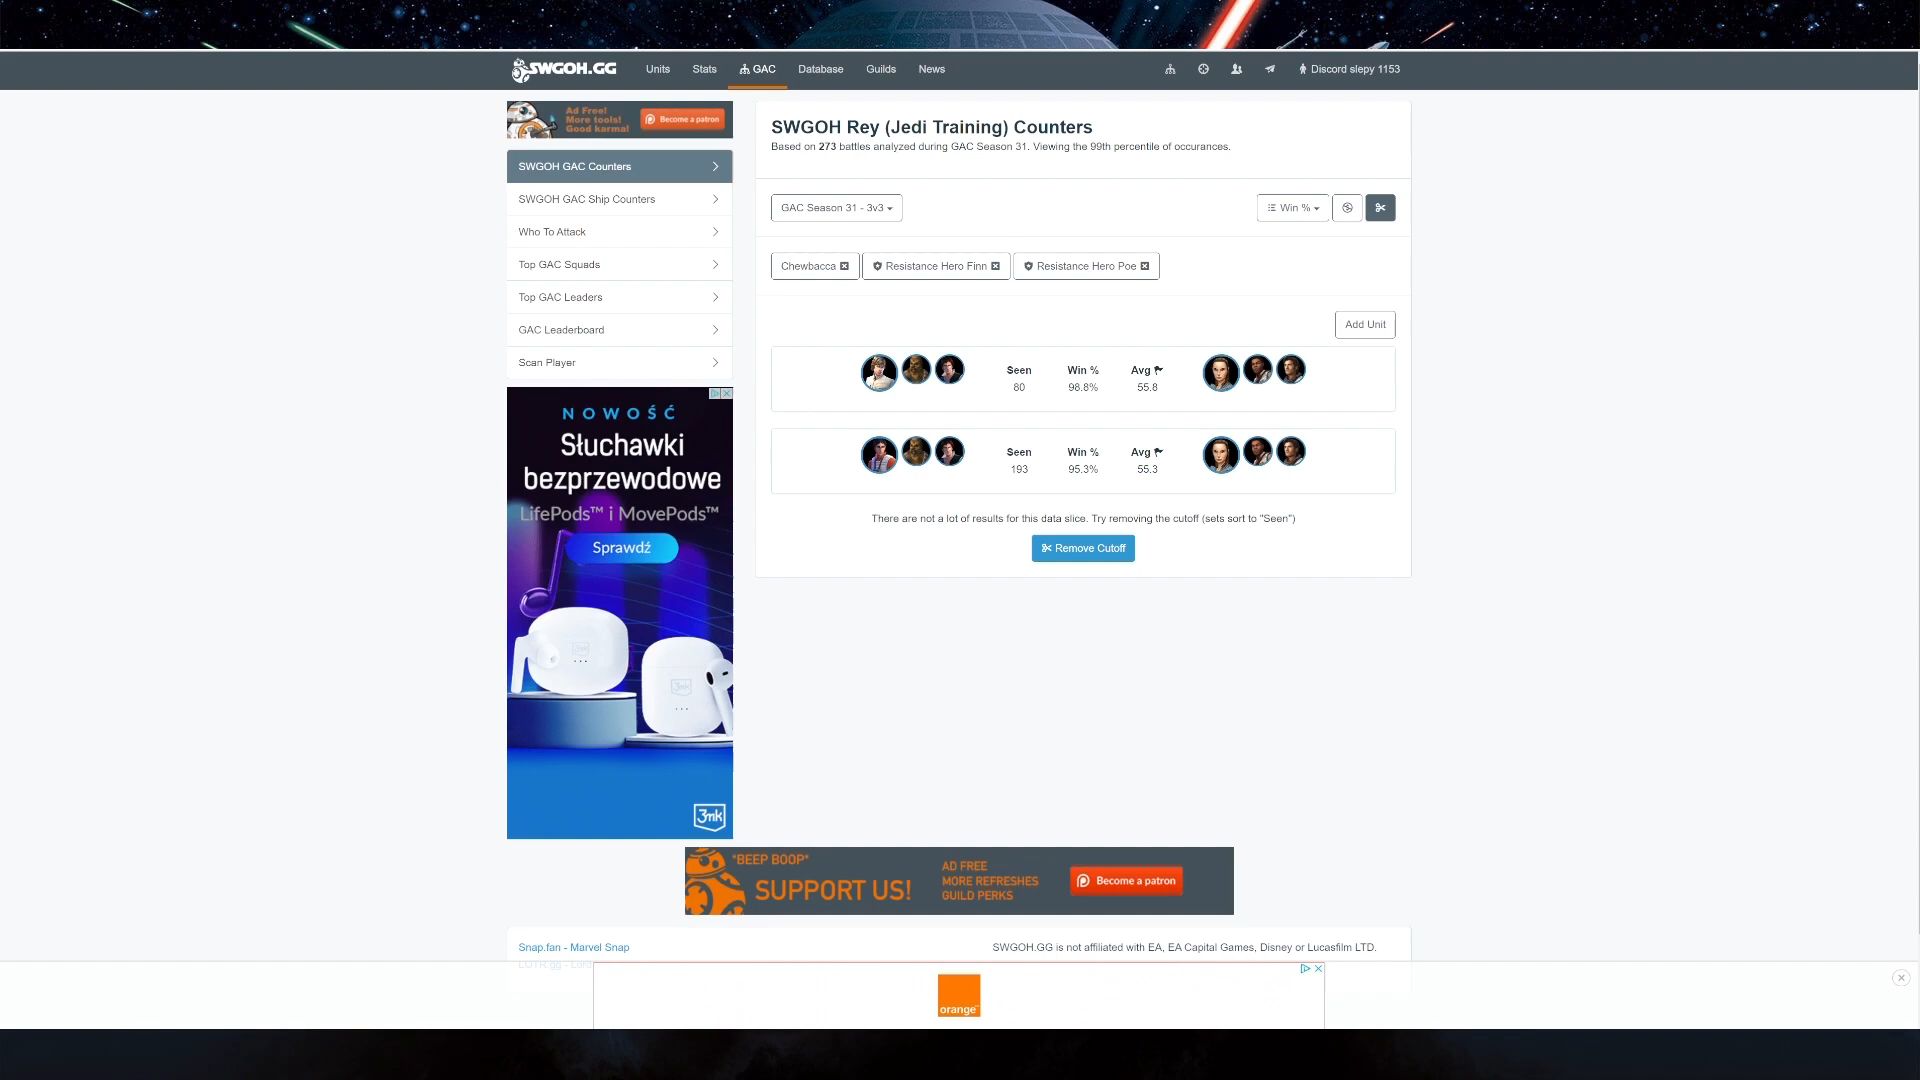 SWGOH.GG
Units
Stats
GAC
Database
Guilds
News
Discord slepy 1153
Ad Free!
More tools!
Good karma!
Become a patron
SWGOH GAC Counters
SWGOH GAC Ship Counters
Who To Attack
Top GAC Squads
Top GAC Leaders
GAC Leaderboard
Scan Player
NOWOŚĆ
Słuchawki
bezprzewodowe
LifePods™ i MovePods™
Sprawdź
3mk
3mk
3mk
SWGOH Rey (Jedi Training) Counters
Based on 273 battles analyzed during GAC Season 31. Viewing the 99th percentile of occurances.
GAC Season 31 - 3v3
Win %
Chewbacca
Resistance Hero Finn
Resistance Hero Poe
Add Unit
Seen Win % Avg
80 98.8% 55.8
Seen Win % Avg
193 95.3% 55.3
There are not a lot of results for this data slice. Try removing the cutoff (sets sort to "Seen")
Remove Cutoff
*BEEP BOOP*
SUPPORT US!
AD FREE
MORE REFRESHES
GUILD PERKS
Become a patron
Snap.fan - Marvel Snap
SWGOH.GG is not affiliated with EA, EA Capital Games, Disney or Lucasfilm LTD.
LOTR.gg - Lord
orange™